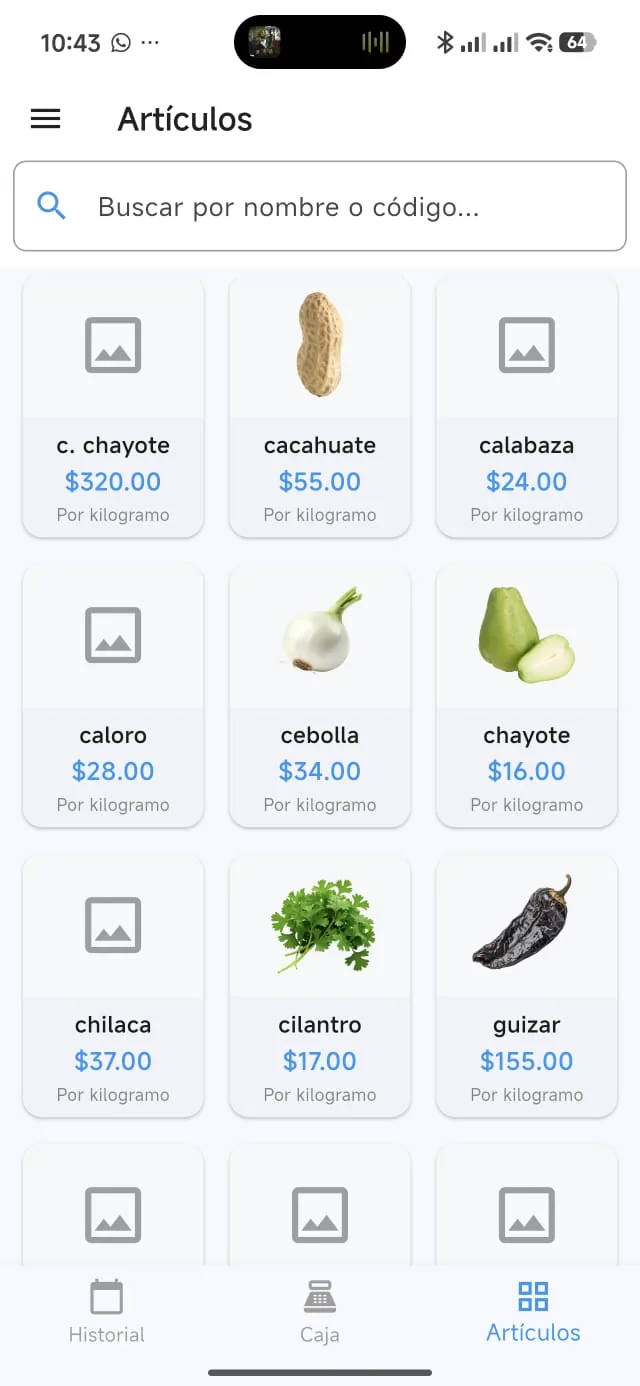 10:43
64
Artículos
Buscar por nombre o código...
c. chayote
$320.00
Por kilogramo
cacahuate
$55.00
Por kilogramo
calabaza
$24.00
Por kilogramo
caloro
$28.00
Por kilogramo
cebolla
$34.00
Por kilogramo
chayote
$16.00
Por kilogramo
chilaca
$37.00
Por kilogramo
cilantro
$17.00
Por kilogramo
guizar
$155.00
Por kilogramo
Historial
Caja
Artículos